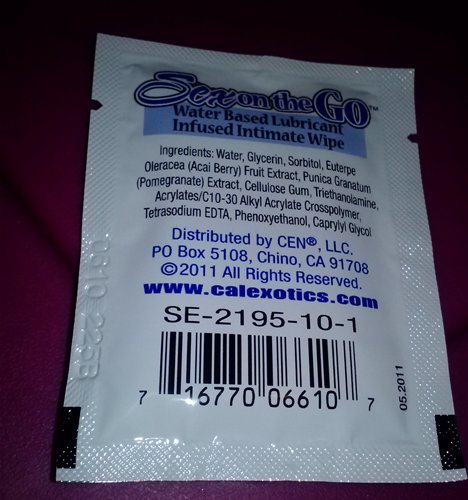 Sex on the GO™
Water Based Lubricant
Infused Intimate Wipe
Ingredients: Water, Glycerin, Sorbitol, Euterpe
Oleracea (Acai Berry) Fruit Extract, Punica Granatum
(Pomegranate) Extract, Cellulose Gum, Triethanolamine,
Acrylates/C10-30 Alkyl Acrylate Crosspolymer,
Tetrasodium EDTA, Phenoxyethanol, Caprylyl Glycol
Distributed by CEN®, LLC.
PO Box 5108, Chino, CA 91708
©2011 All Rights Reserved.
www.calexotics.com
SE-2195-10-1
7 16770 06610 7
05.2011